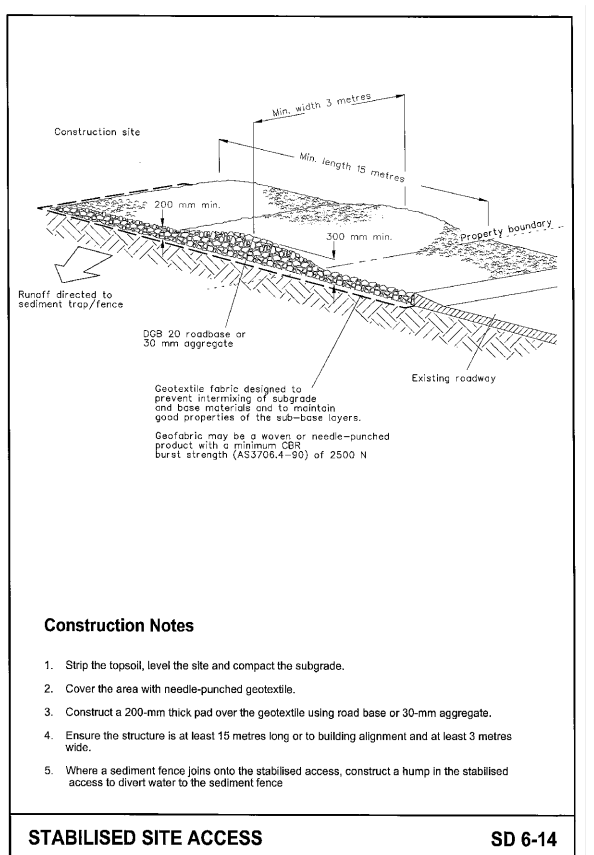 Min. width 3 metres
Construction site
Min. length 15 metres
200 mm min.
300 mm min.
Property boundary
Runoff directed to
sediment trap/fence
DGB 20 roadbase or
30 mm aggregate
Existing roadway
Geotextile fabric designed to
prevent intermixing of subgrade
and base materials and to maintain
good properties of the sub-base layers.
Geofabric may be a woven or needle-punched
product with a minimum CBR
burst strength (AS3706.4-90) of 2500 N
Construction Notes
1. Strip the topsoil, level the site and compact the subgrade.
2. Cover the area with needle-punched geotextile.
3. Construct a 200-mm thick pad over the geotextile using road base or 30-mm aggregate.
4. Ensure the structure is at least 15 metres long or to building alignment and at least 3 metres
wide.
5. Where a sediment fence joins onto the stabilised access, construct a hump in the stabilised
access to divert water to the sediment fence
STABILISED SITE ACCESS
SD 6-14